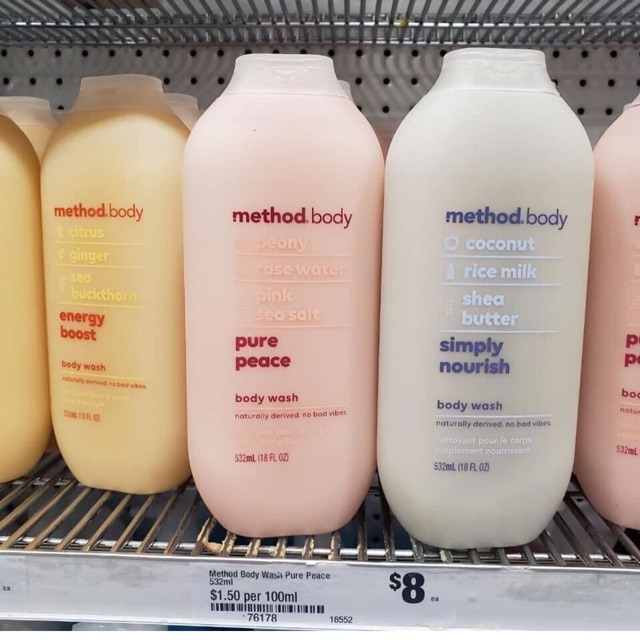 method.body
citrus
ginger
sea
buckthorn
energy
boost
body wash
naturally derived. no bad vibes.
532mL (18 FL OZ)
method.body
peony
rose water
pink
sea salt
pure
peace
body wash
naturally derived. no bad vibes.
532mL (18 FL OZ)
method.body
coconut
rice milk
shea
butter
simply
nourish
body wash
naturally derived. no bad vibes.
nettoyant pour le corps
simplement nourrissant
532mL (18 FL OZ)
Method Body Wash Pure Peace
532ml
$1.50 per 100ml
76178
18552
$8 ea